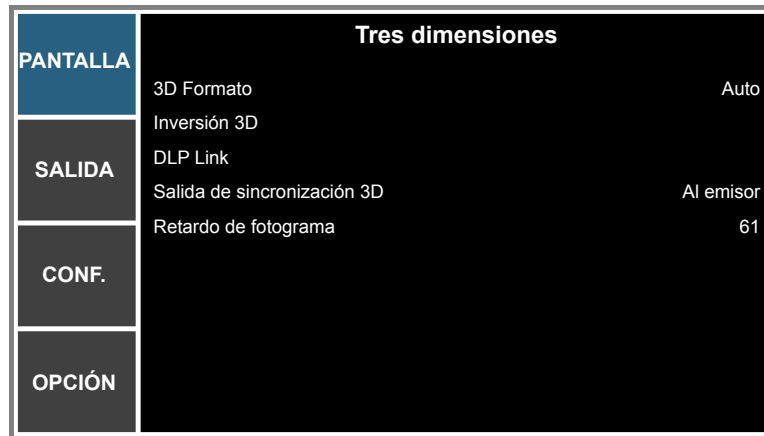 PANTALLA
SALIDA
CONF.
OPCIÓN
Tres dimensiones
3D Formato Auto
Inversión 3D
DLP Link
Salida de sincronización 3D Al emisor
Retardo de fotograma 61